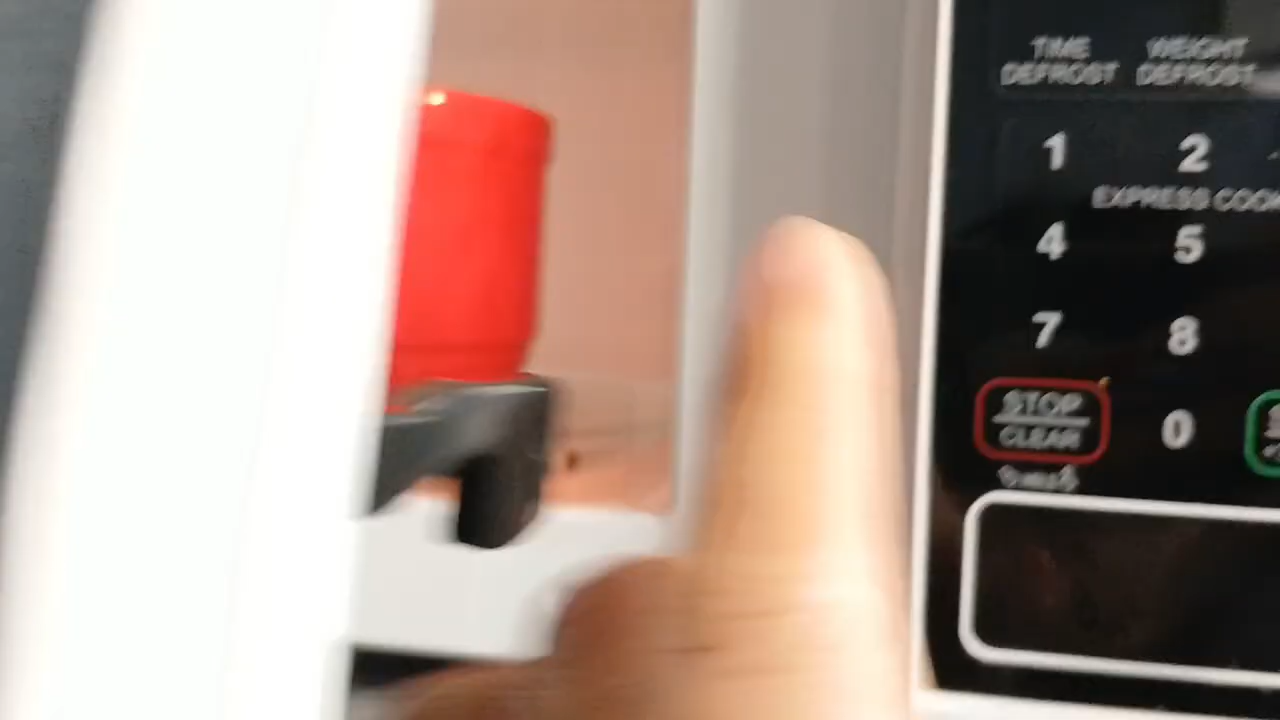 TIME DEFROST
WEIGHT DEFROST
1 2
EXPRESS COOK
4 5
7 8
STOP
CLEAR
0